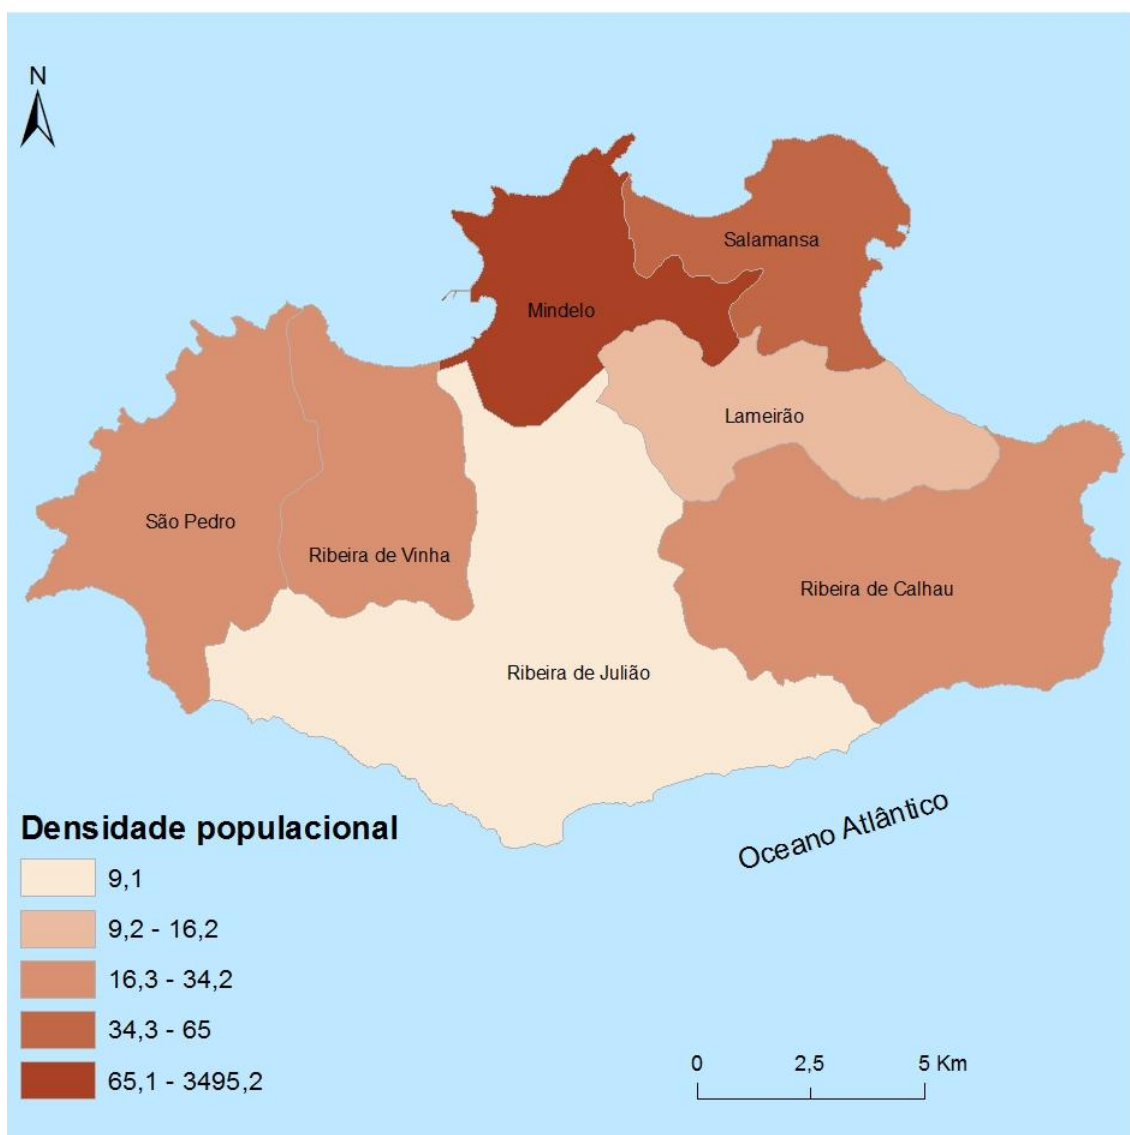 N
Salamansa
Mindelo
Lameirão
São Pedro
Ribeira de Vinha
Ribeira de Calhau
Ribeira de Julião
Oceano Atlântico
Densidade populacional
9,1
9,2 - 16,2
16,3 - 34,2
34,3 - 65
65,1 - 3495,2
0 2,5 5 Km